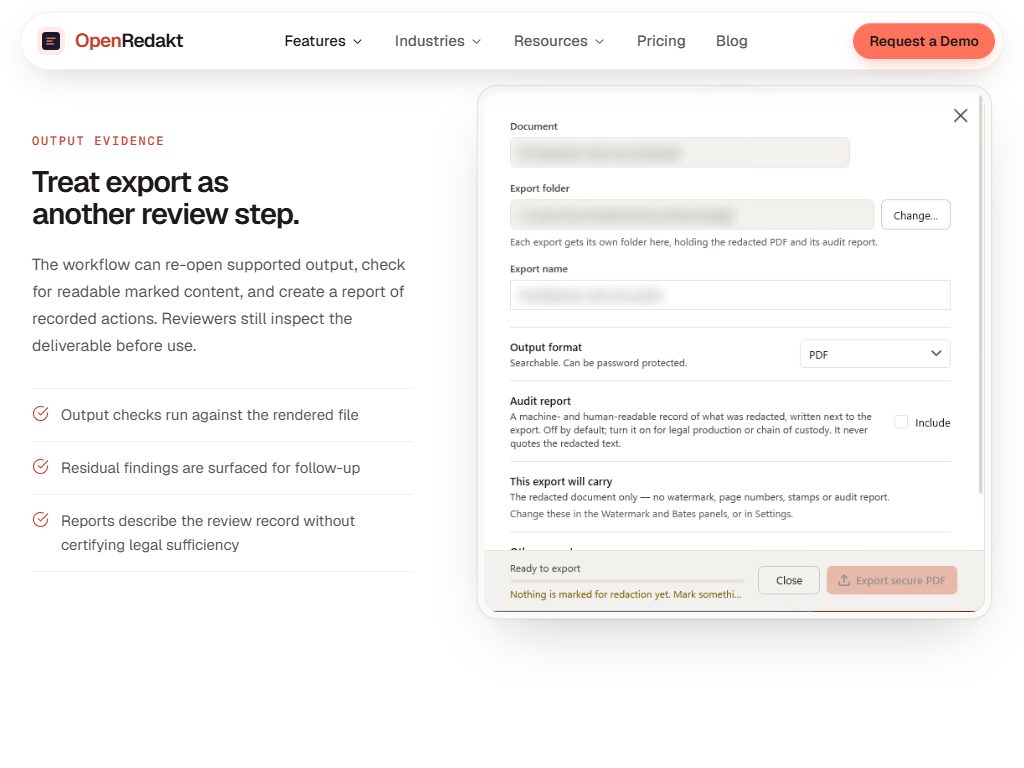 OpenRedakt
Features
Industries
Resources
Pricing
Blog
Request a Demo
OUTPUT EVIDENCE
Treat export as
another review step.
The workflow can re-open supported output, check
for readable marked content, and create a report of
recorded actions. Reviewers still inspect the
deliverable before use.
Output checks run against the rendered file
Residual findings are surfaced for follow-up
Reports describe the review record without
certifying legal sufficiency
Document
Export folder
Change...
Each export gets its own folder here, holding the redacted PDF and its audit report.
Export name
Output format
Searchable. Can be password protected.
PDF
Audit report
A machine- and human-readable record of what was redacted, written next to the
export. Off by default; turn it on for legal production or chain of custody. It never
quotes the redacted text.
Include
This export will carry
The redacted document only — no watermark, page numbers, stamps or audit report.
Change these in the Watermark and Bates panels, or in Settings.
Ready to export
Nothing is marked for redaction yet. Mark somethi...
Close
Export secure PDF